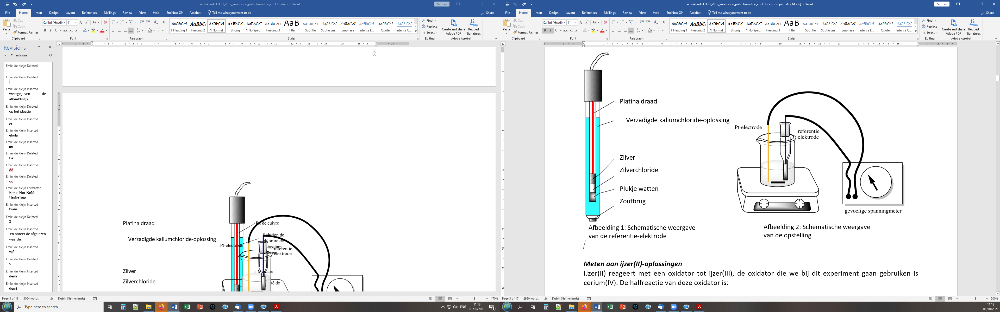 scheikunde EUSO_2012_Voorronde_potentiometrie_v6-1 Kn.docx - Word
Sign in
File Home Insert Design Layout References Mailings Review View Help EndNote X9 Acrobat Tell me what you want to do Share
Paste
Cut
Copy
Format Painter
Calibri (Headir 11
AaBbCcI AaBbC AaBbCcI AaBbCcI AaBbCcI AaBbCcD AaB AaBbCcI AaBbCcL AaBbCcL AaBbCcL AaBbCcL AaBbCcL
¶ Heading 1 Heading 2 ¶ Normal Strong ¶ No Spac... Heading 3 Title Subtitle Subtle Em... Emphasis Intense E... Quote Intense Q...
Find
Replace
Select
Create and Share Adobe PDF
Request Signatures
Clipboard Font Paragraph Styles Editing Adobe Acrobat
Revisions
71 revisions
Emiel de Kleijn Deleted
Emiel de Kleijn Deleted
-
Emiel de Kleijn Inserted
weergegeven in de
afbeelding 2
Emiel de Kleijn Deleted
op het plaatje
Emiel de Kleijn Inserted
et
Emiel de Kleijn Inserted
ehulp
Emiel de Kleijn Inserted
an
Emiel de Kleijn Deleted
tje
Emiel de Kleijn Inserted
óó
Emiel de Kleijn Deleted
oo
Emiel de Kleijn Formatted
Font: Not Bold,
Underline
Emiel de Kleijn Inserted
twee
Emiel de Kleijn Deleted
2
Emiel de Kleijn Inserted
en noteer de afgelezen
waarde.
Emiel de Kleijn Inserted
vijf
Emiel de Kleijn Deleted
5
Emiel de Kleijn Inserted
demi
Emiel de Kleijn Inserted
demi
2
Platina draad
Fil de cuivre
Verzadigde kaliumchloride-oplossing
Solution de
chlorure de
Pt-electrode
referentie
elektrode
Zilver
Mercure
Zilverchloride
Page 3 of 18 3004 words Dutch (Netherlands) 170%
Type here to search
ENG
11:13
01/10/2021
scheikunde EUSO_2012_Voorronde_potentiometrie_v6-1.docx [Compatibility Mode] - Word
Sign in
File Home Insert Design Layout References Mailings Review View Help EndNote X9 Acrobat Tell me what you want to do Share
Paste
Cut
Copy
Format Painter
Calibri (Headir 11
AaBbCcI AaBbC AaBbCcI AaBbCcI AaBbCcI AaBbCcD AaB AaBbCcI AaBbCcL AaBbCcL AaBbCcL AaBbCcL AaBbCcL
¶ Heading 1 Heading 2 ¶ Normal Strong ¶ No Spac... Heading 3 Title Subtitle Subtle Em... Emphasis Intense E... Quote Intense Q...
Find
Replace
Select
Create and Share Adobe PDF
Request Signatures
Clipboard Font Paragraph Styles Editing Adobe Acrobat
Platina draad
Verzadigde kaliumchloride-oplossing
Zilver
Zilverchloride
Plukje watten
Zoutbrug
Afbeelding 1: Schematische weergave
van de referentie-elektrode
Pt-electrode
referentie
elektrode
gevoelige spanningmeter
Afbeelding 2: Schematische weergave
van de opstelling
Meten aan ijzer(II)-oplossingen
IJzer(II) reageert met een oxidator tot ijzer(III), de oxidator die we bij dit experiment gaan gebruiken is
cerium(IV). De halfreactie van deze oxidator is:
Page 3 of 17 2930 words Dutch (Netherlands) 200%
11:13
01/10/2021